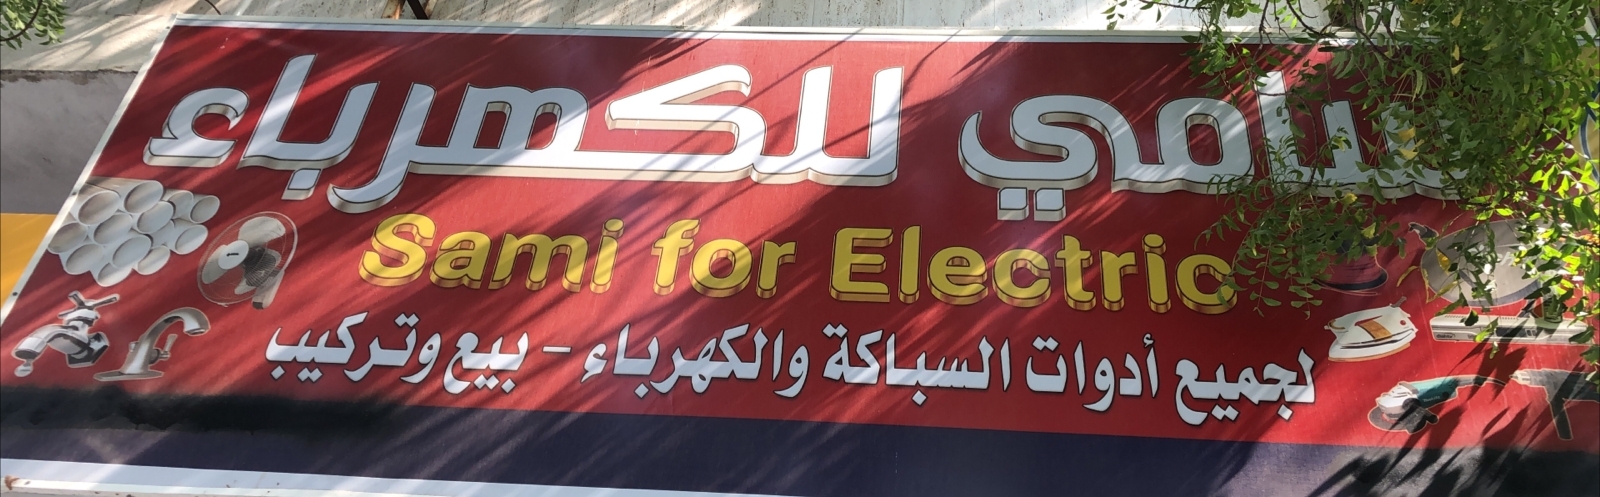 سامي للكهرباء
Sami for Electric
لجميع أدوات السباكة والكهرباء - بيع وتركيب